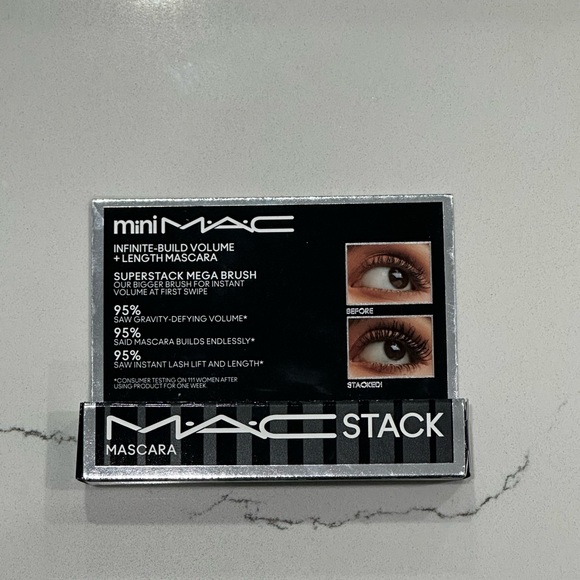 mini M·A·C
INFINITE-BUILD VOLUME
+ LENGTH MASCARA
SUPERSTACK MEGA BRUSH
OUR BIGGER BRUSH FOR INSTANT
VOLUME AT FIRST SWIPE
95%
SAW GRAVITY-DEFYING VOLUME*
95%
SAID MASCARA BUILDS ENDLESSLY*
95%
SAW INSTANT LASH LIFT AND LENGTH*
*CONSUMER TESTING ON 111 WOMEN AFTER
USING PRODUCT FOR ONE WEEK
BEFORE
STACKED!
M·A·C STACK
MASCARA